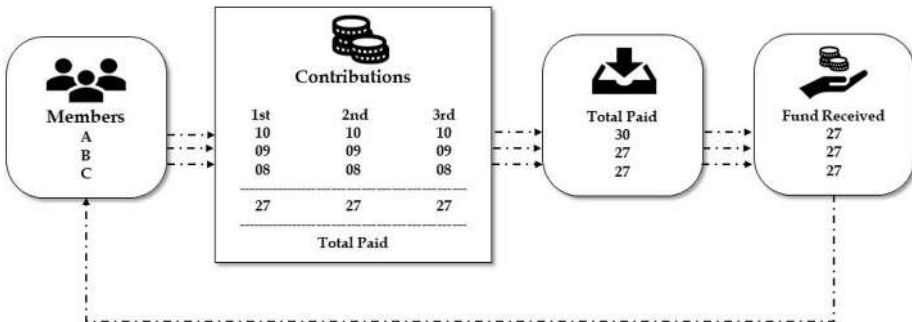 Members
A
B
C
Contributions
1st 2nd 3rd
10 10 10
09 09 09
08 08 08
27 27 27
Total Paid
Total Paid
30
27
27
Fund Received
27
27
27